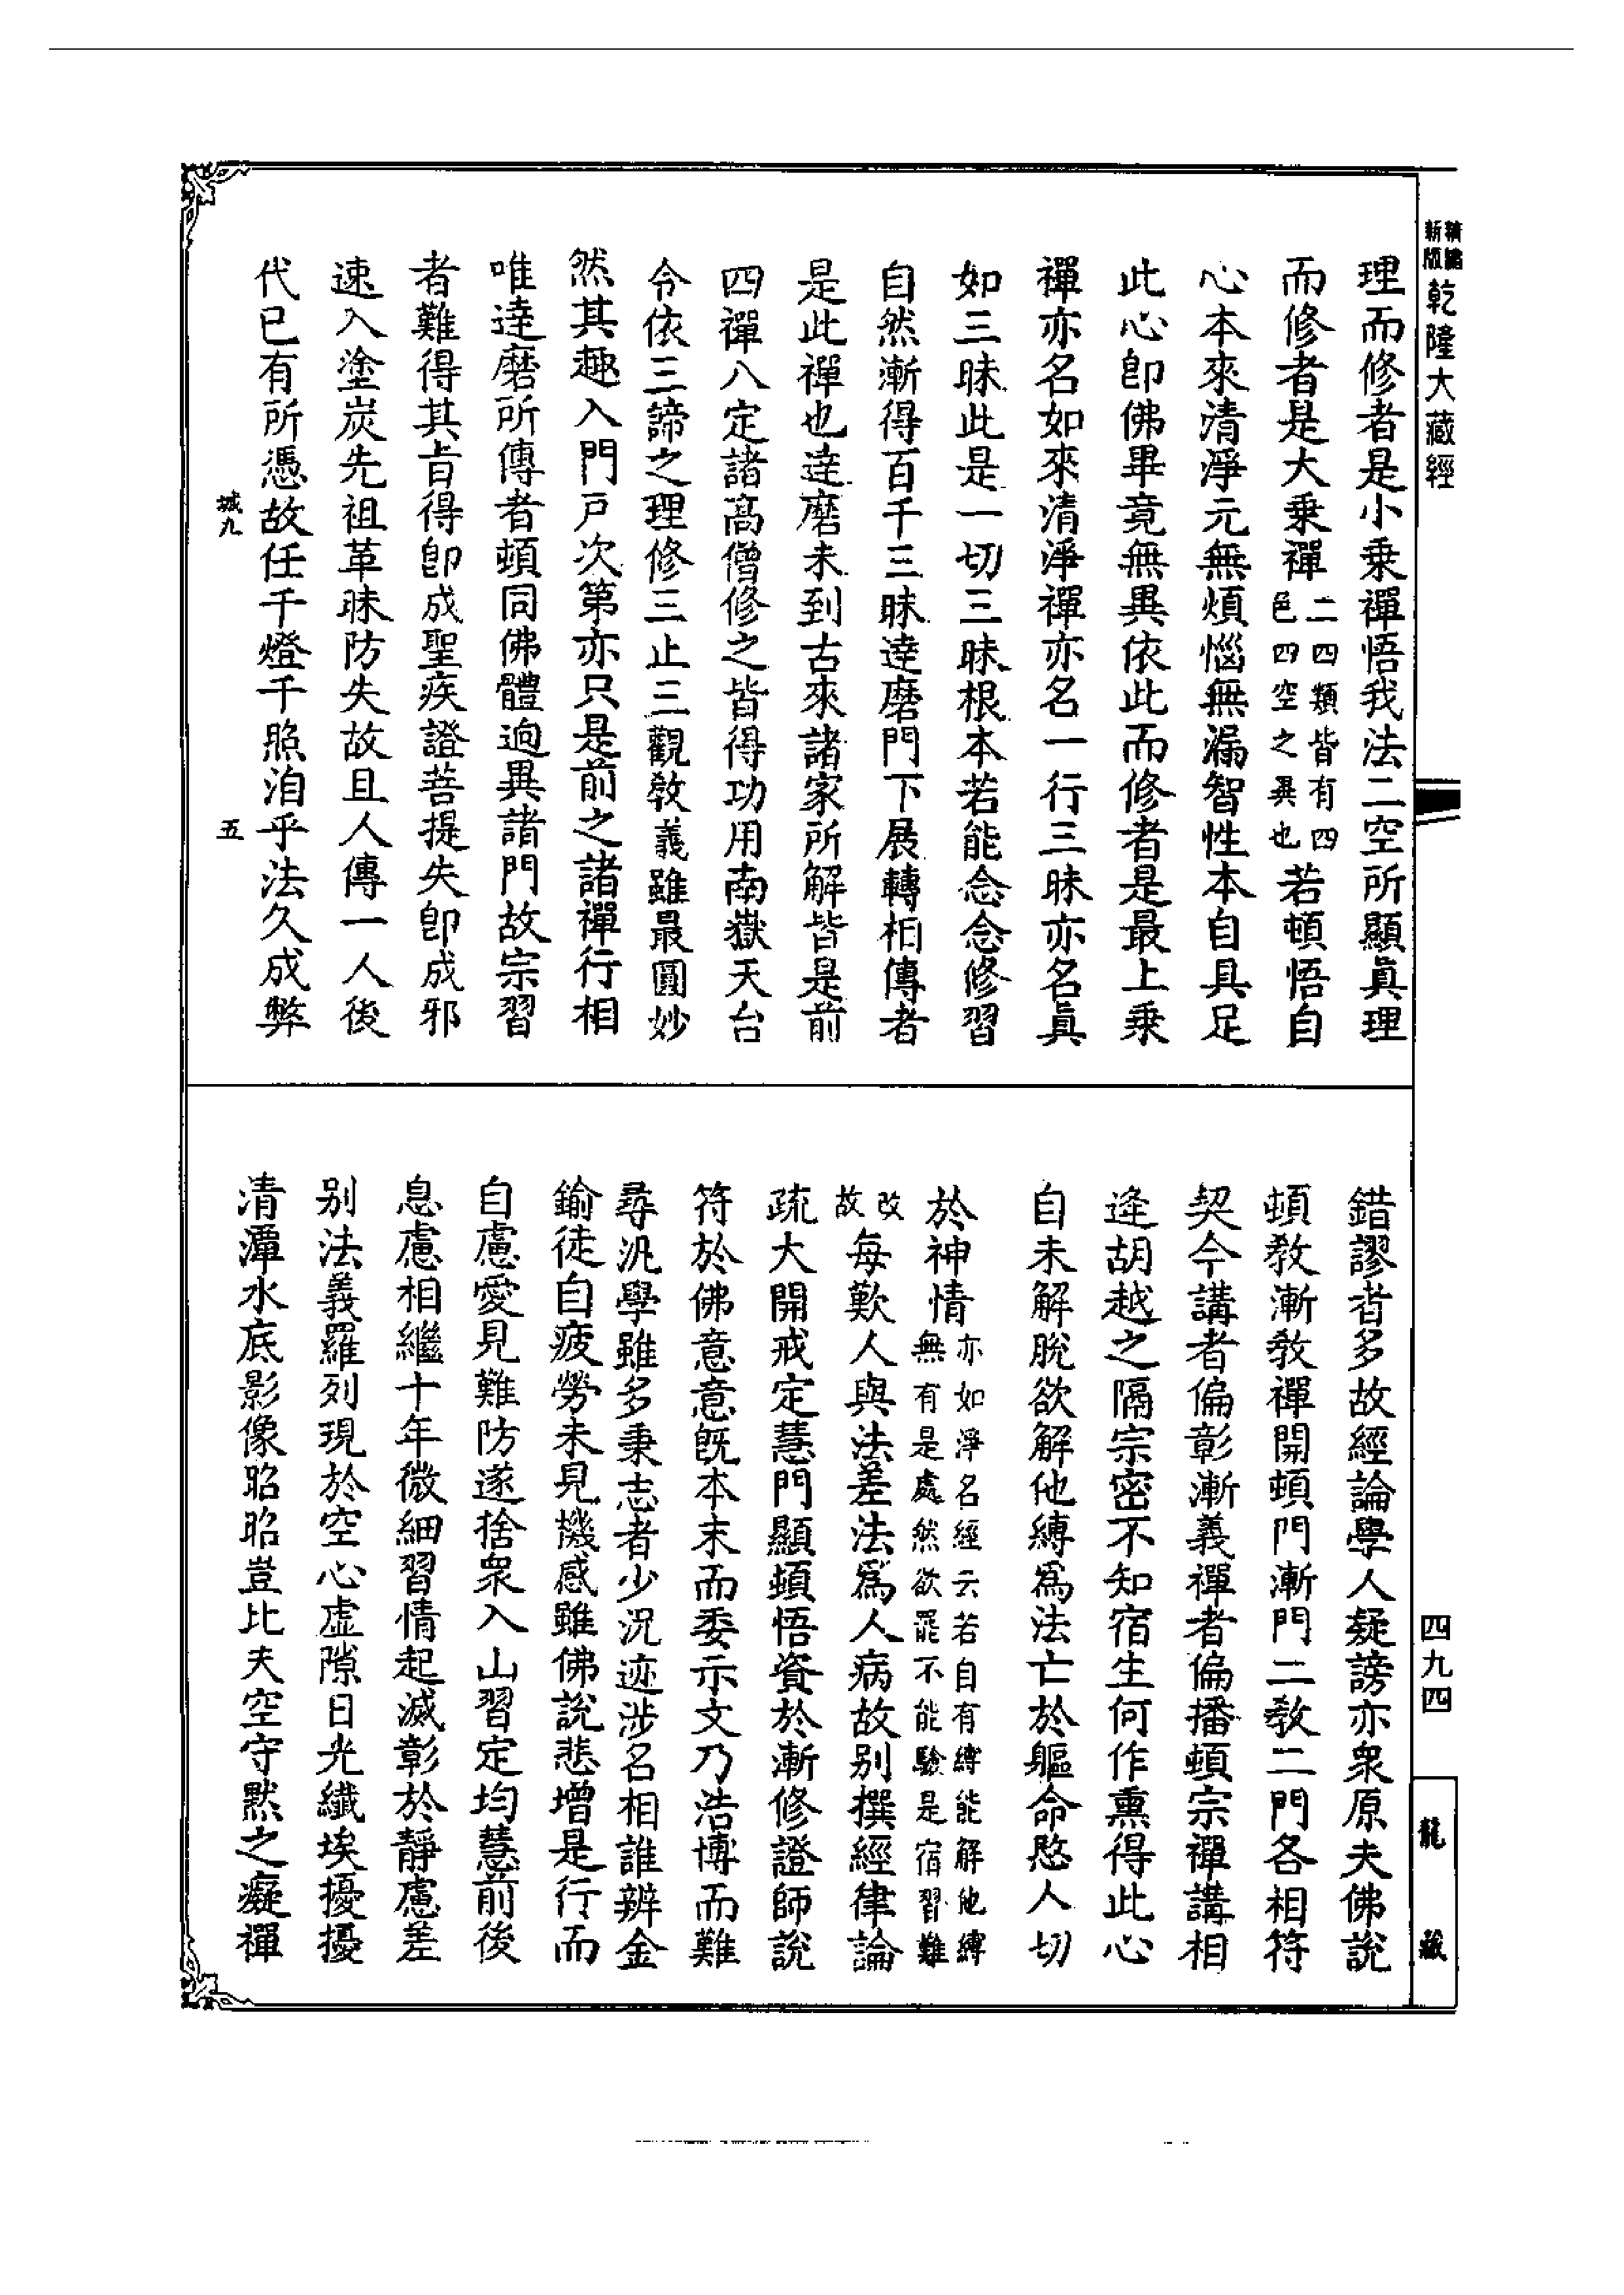 精縮新版乾隆大藏經
理而修者是小乘禪悟我法二空所顯眞理
而修者是大乘禪二四類皆有四色四空之異也若頓悟自
心本來清淨元無煩惱無漏智性本自具足
此心卽佛畢竟無異依此而修者是最上乘
禪亦名如來清淨禪亦名一行三昧亦名眞
如三昧此是一切三昧根本若能念念修習
自然漸得百千三昧達磨門下展轉相傳者
是此禪也達磨未到古來諸家所解皆是前
四禪八定諸高僧修之皆得功用南嶽天台
令依三諦之理修三止三觀敎義雖最圓妙
然其趣入門戸次第亦只是前之諸禪行相
唯達磨所傳者頓同佛體逈異諸門故宗習
者難得其旨得卽成聖疾證菩提失卽成邪
速入塗炭先祖革昧防失故且人傳一人後
代已有所憑故任千燈千照洎乎法久成弊
城九
五
錯謬者多故經論學人疑謗亦衆原夫佛說
頓敎漸敎禪開頓門漸門二敎二門各相符
契今講者偏彰漸義禪者偏播頓宗禪講相
逢胡越之隔宗密不知宿生何作熏得此心
自未解脫欲解他縛爲法亡於軀命愍人切
於神情亦如淨名經云若自有縛能解他縛無有是處然欲罷不能驗是宿習難
改故每歎人與法差法爲人病故別撰經律論
疏大開戒定慧門顯頓悟資於漸修證師說
符於佛意意旣本末而委示文乃浩博而難
尋汎學雖多秉志者少況迹涉名相誰辨金
鍮徒自疲勞未見機感雖佛說悲增是行而
自慮愛見難防遂捨衆入山習定均慧前後
息慮相繼十年微細習情起滅彰於靜慮差
別法義羅列現於空心虛隙日光纖埃擾擾
清潭水底影像昭昭豈比夫空守默之癡禪
四九四
龍藏